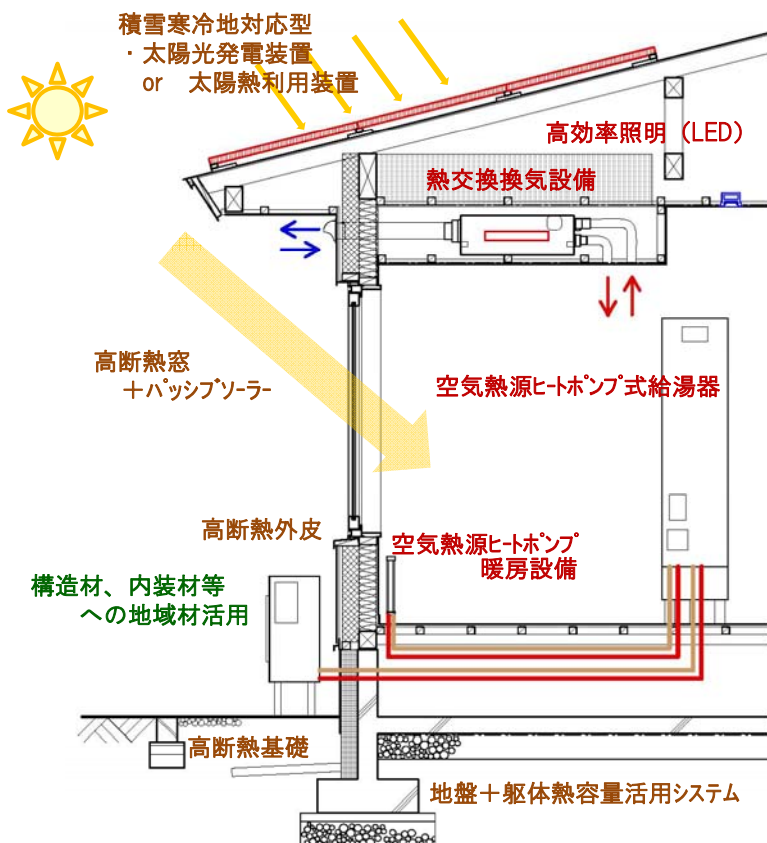 積雪寒冷地対応型
・太陽光発電装置
or 太陽熱利用装置
高効率照明(LED)
熱交換換気設備
高断熱窓
＋ﾊﾟｯｼﾌﾞｿｰﾗｰ
空気熱源ﾋｰﾄﾎﾟﾝﾌﾟ式給湯器
高断熱外皮
空気熱源ﾋｰﾄﾎﾟﾝﾌﾟ
暖房設備
構造材、内装材等
への地域材活用
高断熱基礎
地盤＋躯体熱容量活用ｼｽﾃﾑ